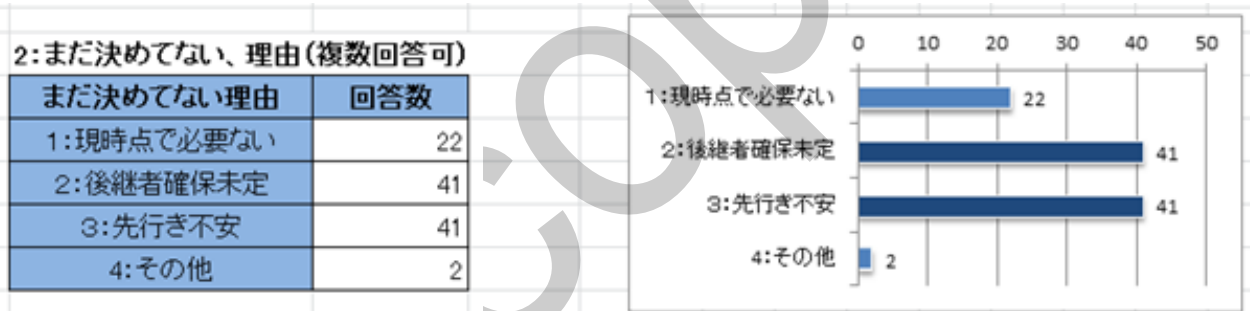 2:まだ決めてない、理由(複数回答可)
まだ決めてない理由 回答数
1:現時点で必要ない 22
2:後継者確保未定 41
3:先行き不安 41
4:その他 2
0 10 20 30 40 50
1:現時点で必要ない 22
2:後継者確保未定 41
3:先行き不安 41
4:その他 2